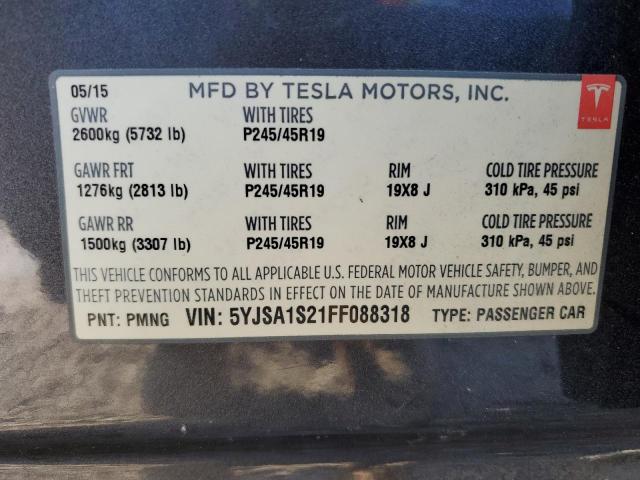 05/15 MFD BY TESLA MOTORS, INC.
TESLA
GVWR WITH TIRES
2600kg (5732 lb) P245/45R19
GAWR FRT WITH TIRES RIM COLD TIRE PRESSURE
1276kg (2813 lb) P245/45R19 19X8 J 310 kPa, 45 psi
GAWR RR WITH TIRES RIM COLD TIRE PRESSURE
1500kg (3307 lb) P245/45R19 19X8 J 310 kPa, 45 psi
THIS VEHICLE CONFORMS TO ALL APPLICABLE U.S. FEDERAL MOTOR VEHICLE SAFETY, BUMPER, AND
THEFT PREVENTION STANDARDS IN EFFECT ON THE DATE OF MANUFACTURE SHOWN ABOVE.
PNT: PMNG VIN: 5YJSA1S21FF088318 TYPE: PASSENGER CAR